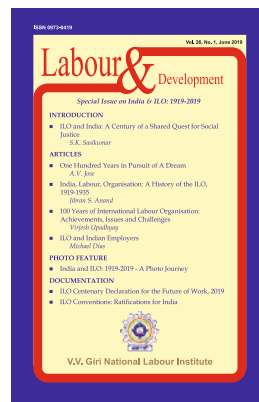 ISSN 0973-0419
Vol. 26, No. 1, June 2019
Labour & Development
Special Issue on India & ILO: 1919-2019
INTRODUCTION
ILO and India: A Century of a Shared Quest for Social
Justice
S.K. Sasikumar
ARTICLES
One Hundred Years in Pursuit of A Dream
A.V. Jose
India, Labour, Organisation: A History of the ILO,
1919-1935
Jibran S. Anand
100 Years of International Labour Organisation:
Achievements, Issues and Challenges
Virjesh Upadhyay
ILO and Indian Employers
Michael Dias
PHOTO FEATURE
India and ILO: 1919-2019 - A Photo Journey
DOCUMENTATION
ILO Centenary Declaration for the Future of Work, 2019
ILO Conventions: Ratifications for India
V.V. Giri National Labour Institute